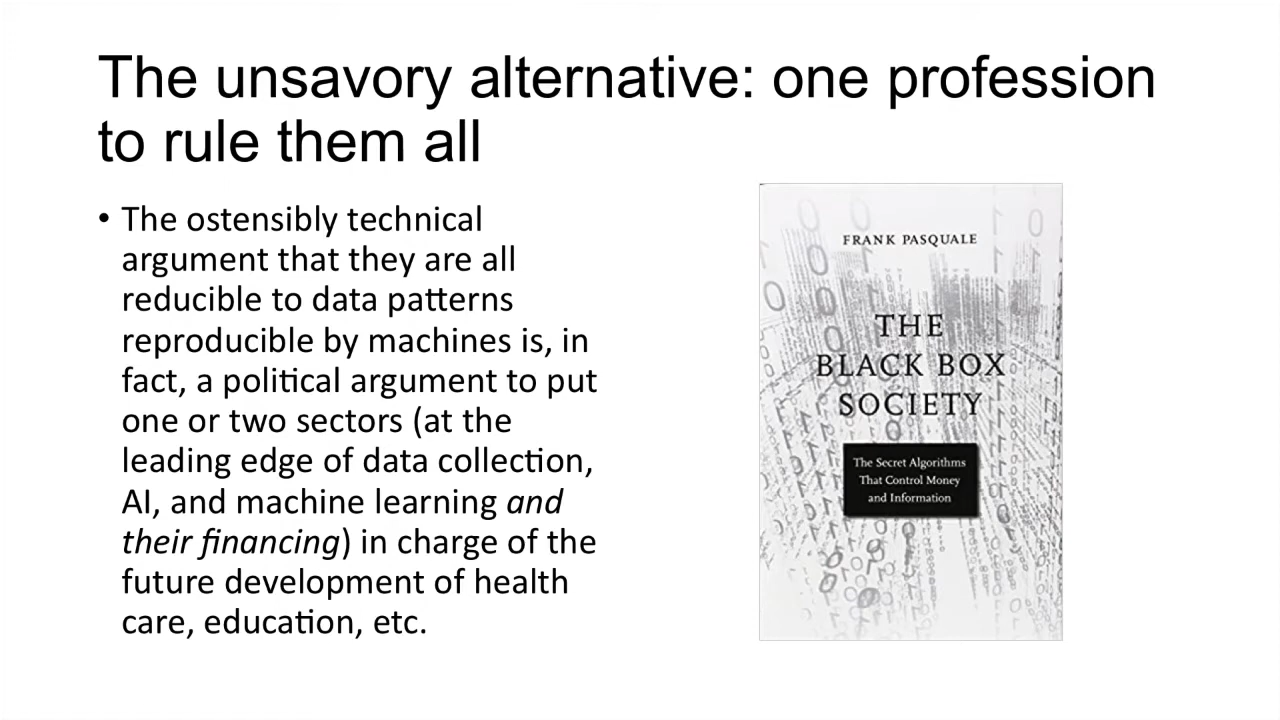 The unsavory alternative: one profession
to rule them all
• The ostensibly technical
argument that they are all
reducible to data patterns
reproducible by machines is, in
fact, a political argument to put
one or two sectors (at the
leading edge of data collection,
AI, and machine learning and
their financing) in charge of the
future development of health
care, education, etc.
FRANK PASQUALE
THE
BLACK BOX
SOCIETY
The Secret Algorithms
That Control Money
and Information